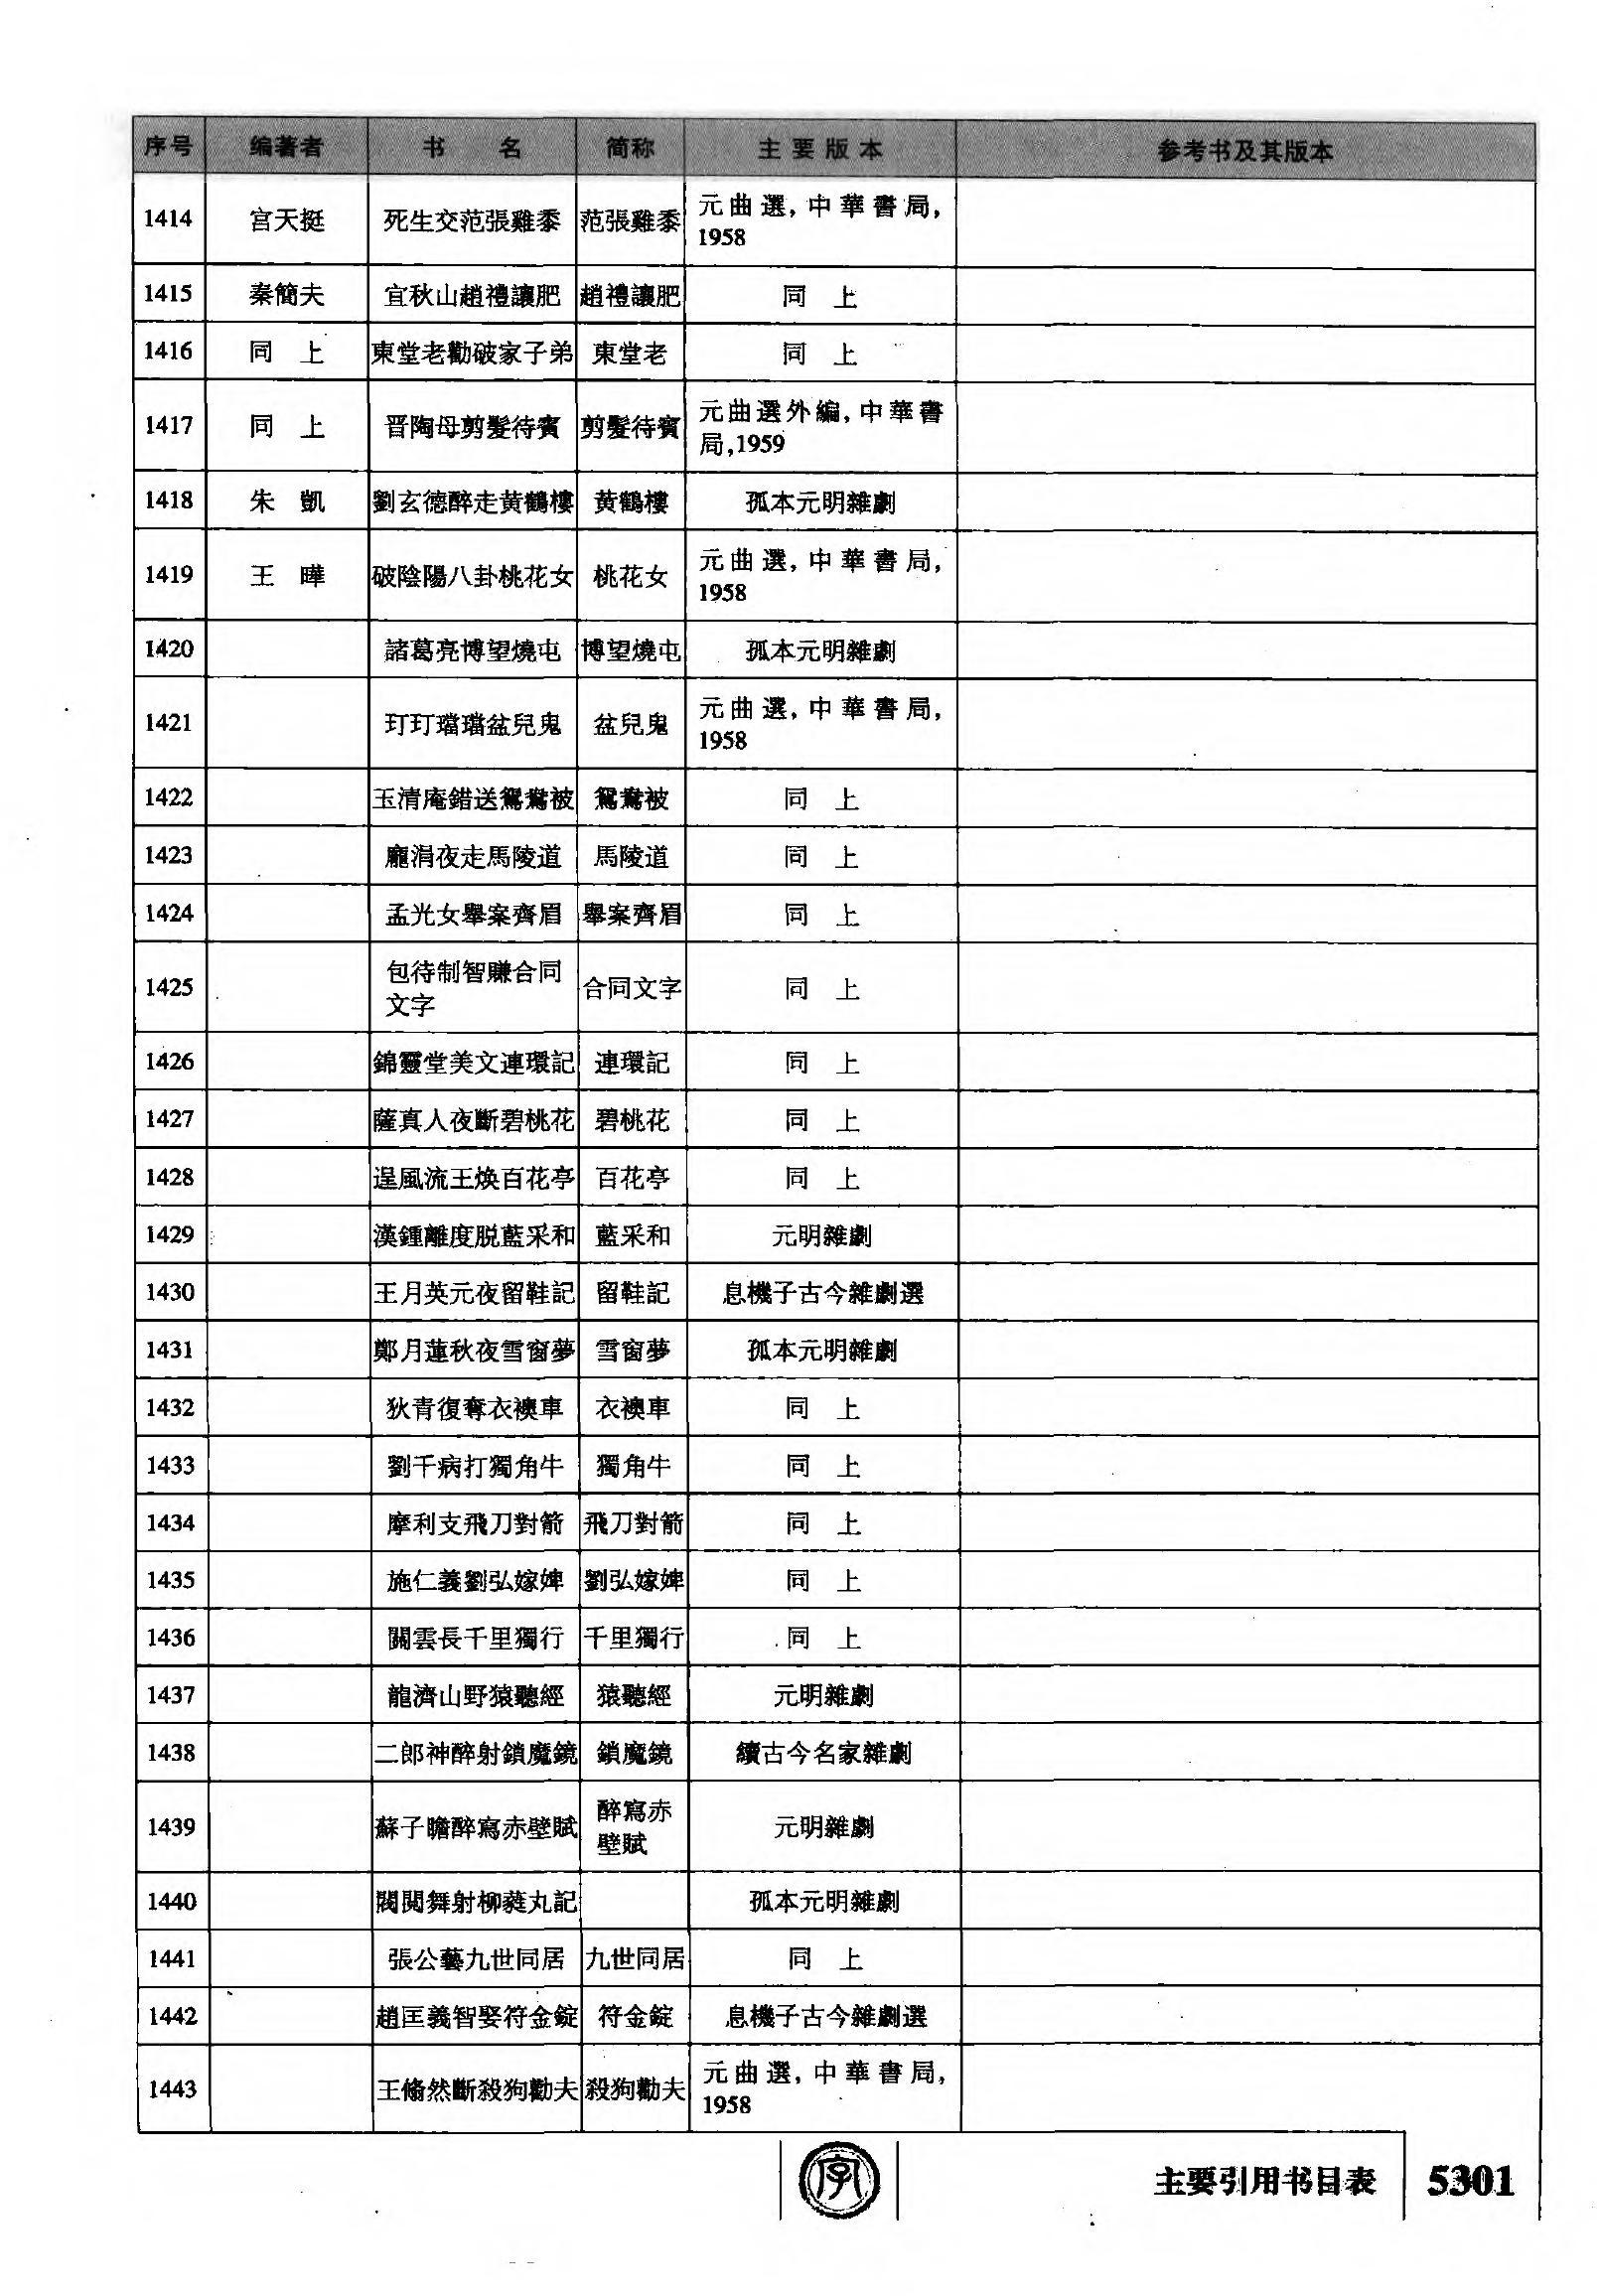 序号 编著者 书 名 简称 主要版本 参考书及其版本
1414 宫天挺 死生交范張雞黍 范張雞黍 元曲選,中華書局,
1958
1415 秦簡夫 宜秋山趙禮讓肥 趙禮讓肥 同 上
1416 同 上 東堂老勸破家子弟 東堂老 同 上
1417 同 上 晋陶母剪髮待賓 剪髮待賓 元曲選外編,中華書
局,1959
1418 朱 凱 劉玄德醉走黄鶴樓 黄鶴樓 孤本元明雜劇
1419 王 曄 破陰陽八卦桃花女 桃花女 元曲選,中華書局,
1958
1420 諸葛亮博望燒屯 博望燒屯 孤本元明雜劇
1421 玎玎璫璫盆兒鬼 盆兒鬼 元曲選,中華書局,
1958
1422 玉清庵錯送鴛鴦被 鴛鴦被 同 上
1423 龐涓夜走馬陵道 馬陵道 同 上
1424 孟光女舉案齊眉 舉案齊眉 同 上
1425 包待制智賺合同
文字 合同文字 同 上
1426 錦雲堂美女連環記 連環記 同 上
1427 薩真人夜斷碧桃花 碧桃花 同 上
1428 逞風流王焕百花亭 百花亭 同 上
1429 漢鍾離度脱藍采和 藍采和 元明雜劇
1430 王月英元夜留鞋記 留鞋記 息機子古今雜劇選
1431 鄭月蓮秋夜雪窗夢 雪窗夢 孤本元明雜劇
1432 狄青復奪衣襖車 衣襖車 同 上
1433 劉千病打獨角牛 獨角牛 同 上
1434 摩利支飛刀對箭 飛刀對箭 同 上
1435 施仁義劉弘嫁婢 劉弘嫁婢 同 上
1436 關雲長千里獨行 千里獨行 同 上
1437 龍濟山野猿聽經 猿聽經 元明雜劇
1438 二郎神醉射鎖魔鏡 鎖魔鏡 續古今名家雜劇
1439 蘇子瞻醉寫赤壁賦 醉寫赤
壁賦 元明雜劇
1440 閥閲舞射柳蕤丸記 孤本元明雜劇
1441 張公藝九世同居 九世同居 同 上
1442 趙匡義智娶符金錠 符金錠 息機子古今雜劇選
1443 王翛然斷殺狗勸夫 殺狗勸夫 元曲選,中華書局,
1958
字 主要引用书目表 5301